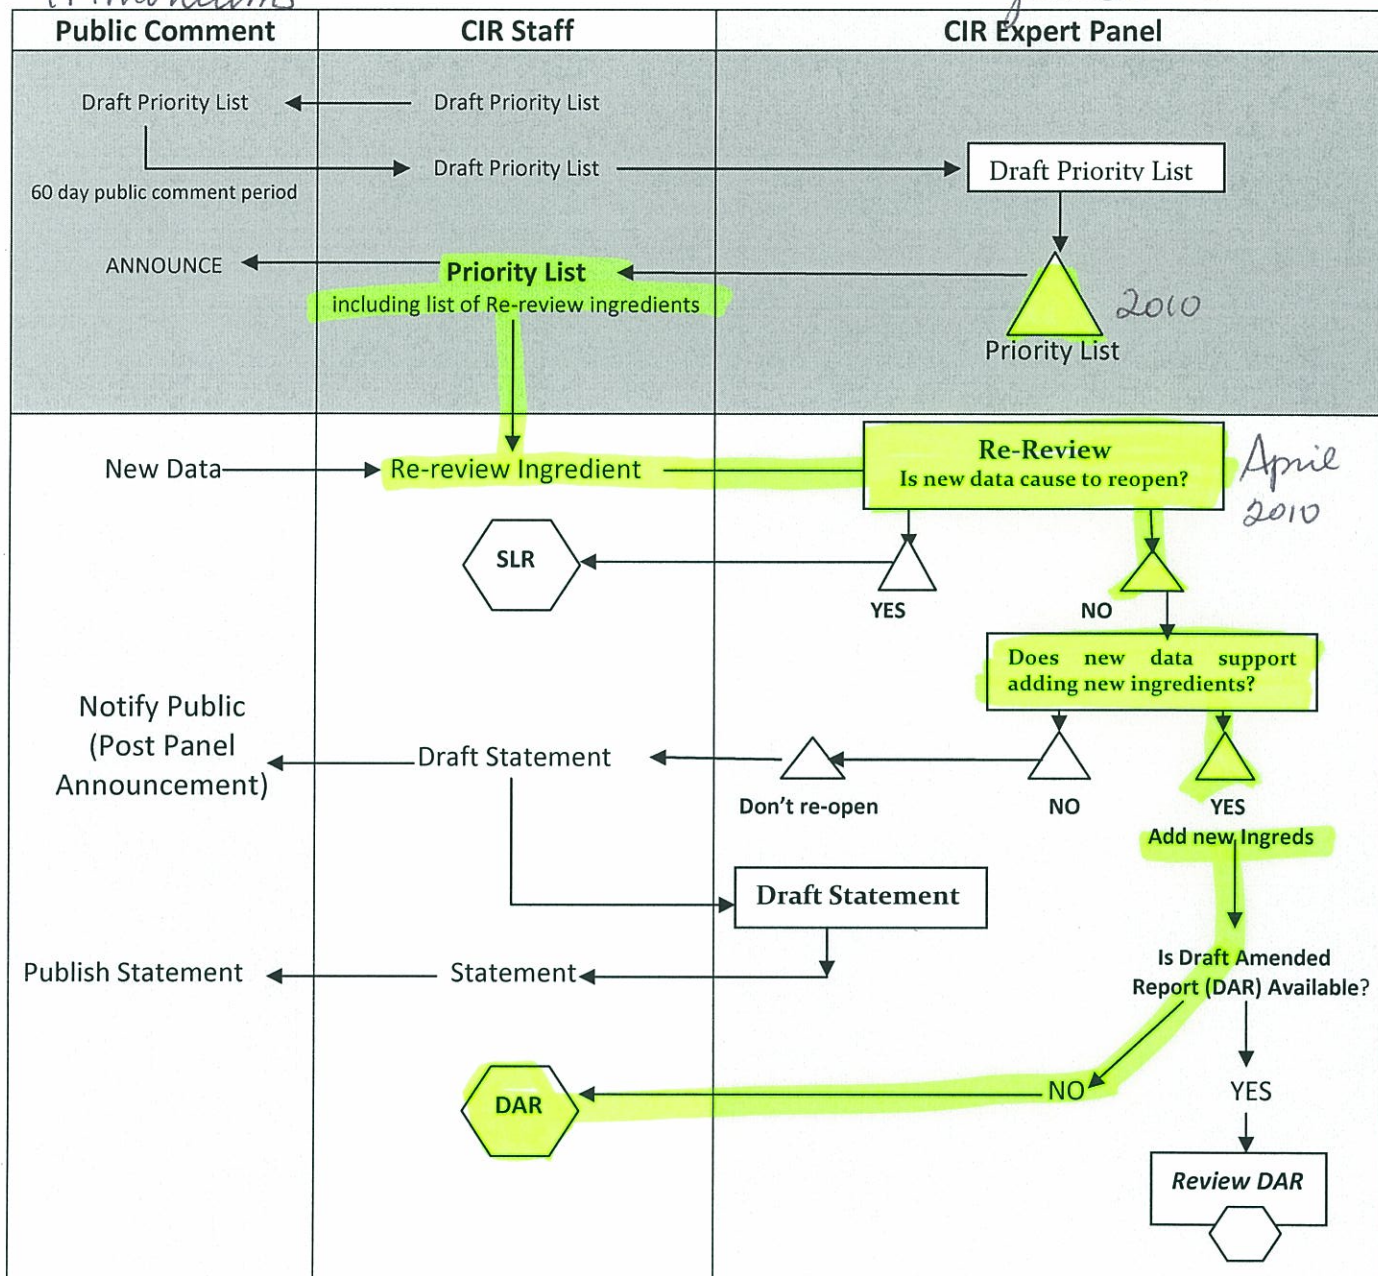 Public Comment
CIR Staff
CIR Expert Panel
Draft Priority List
Draft Priority List
Draft Priority List
Draft Priority List
60 day public comment period
ANNOUNCE
Priority List
including list of Re-review ingredients
2010
Priority List
New Data
Re-review Ingredient
Re-Review
Is new data cause to reopen?
April
2010
SLR
YES
NO
Does new data support
adding new ingredients?
Notify Public
(Post Panel
Announcement)
Draft Statement
Don't re-open
NO
YES
Add new Ingreds
Draft Statement
Is Draft Amended
Report (DAR) Available?
Publish Statement
Statement
DAR
NO
YES
Review DAR